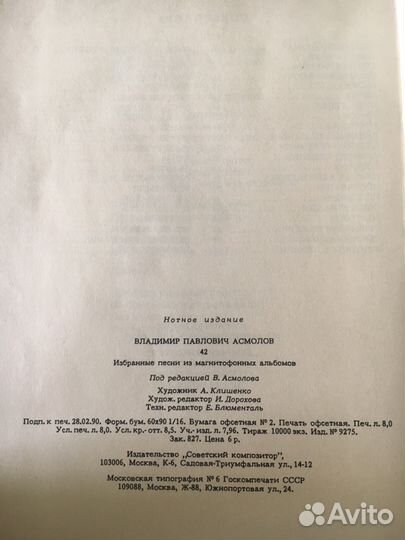 Нотное издание
ВЛАДИМИР ПАВЛОВИЧ АСМОЛОВ
42
Избранные песни из магнитофонных альбомов
Под редакцией В. Асмолова
Художник А. Клищенко
Худож. редактор И. Дорохова
Техн. редактор Е. Блюменталь
Подп. к печ. 28.02.90. Форм. бум. 60х90 1/16. Бумага офсетная № 2. Печать офсетная. Печ. л. 8,0
Усл. печ. л. 8,0. Усл. кр.- отт. 8,5. Уч.- изд. л. 7,96. Тираж 10000 экз. Изд. № 9275.
Зак. 827. Цена 6 р.
Издательство „Советский композитор”,
103006, Москва, К-6, Садовая-Триумфальная ул., 14-12
Московская типография № 6 Госкомпечати СССР
109088, Москва, Ж-88, Южнопортовая ул., 24.
Avito